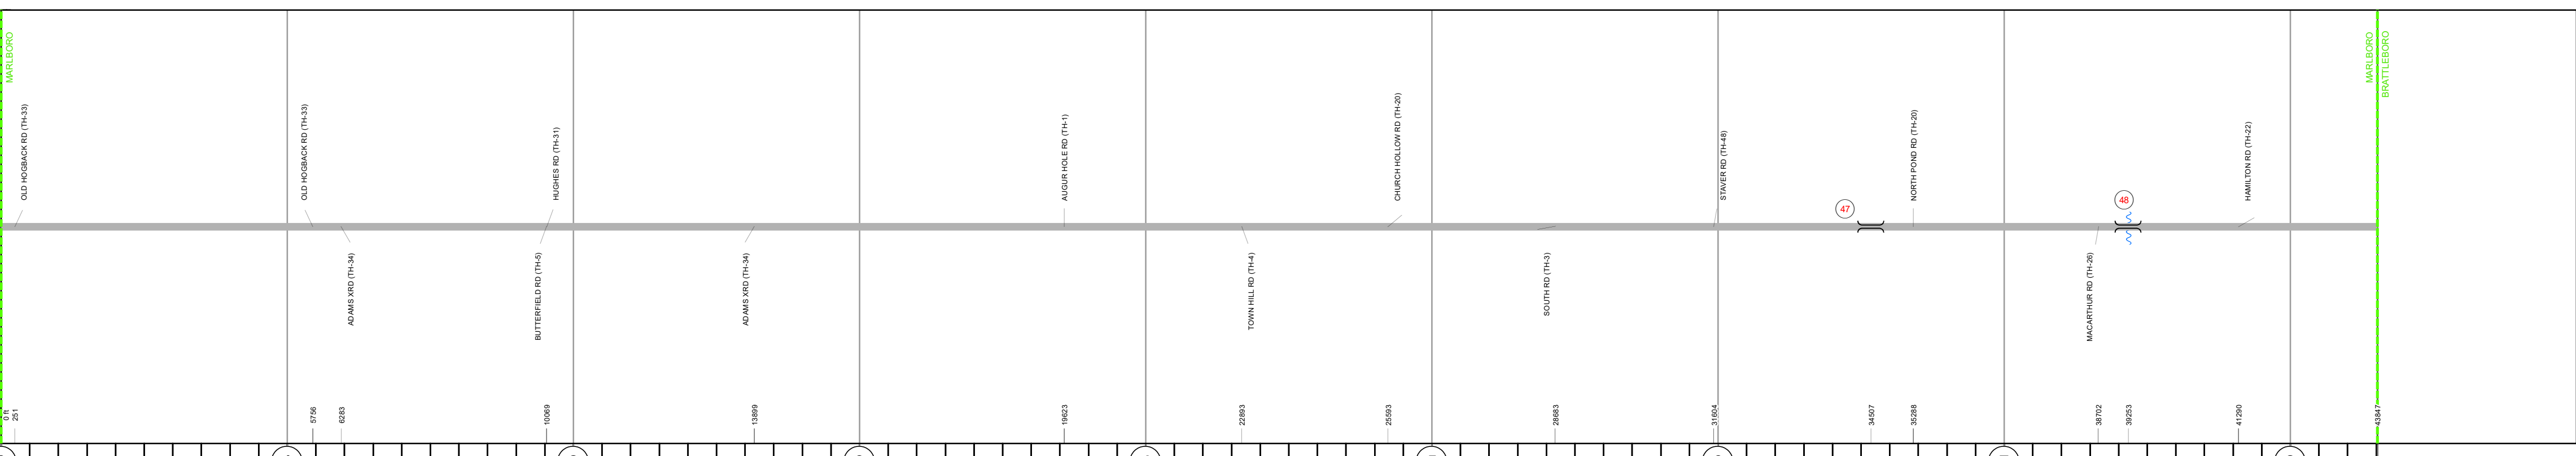 MARLBORO
MARLBORO
BRATTLEBORO
OLD HOGBACK RD (TH-33)
OLD HOGBACK RD (TH-33)
ADAMS XRD (TH-34)
BUTTERFIELD RD (TH-5)
HUGHES RD (TH-31)
ADAMS XRD (TH-34)
AUGUR HOLE RD (TH-1)
TOWN HILL RD (TH-4)
CHURCH HOLLOW RD (TH-20)
SOUTH RD (TH-3)
STAVER RD (TH-48)
47
NORTH POND RD (TH-20)
MACARTHUR RD (TH-26)
48
HAMILTON RD (TH-22)
0 ft
251
5756
6283
10069
13899
19623
22893
25593
28683
31604
34507
35288
38702
39253
41290
43847